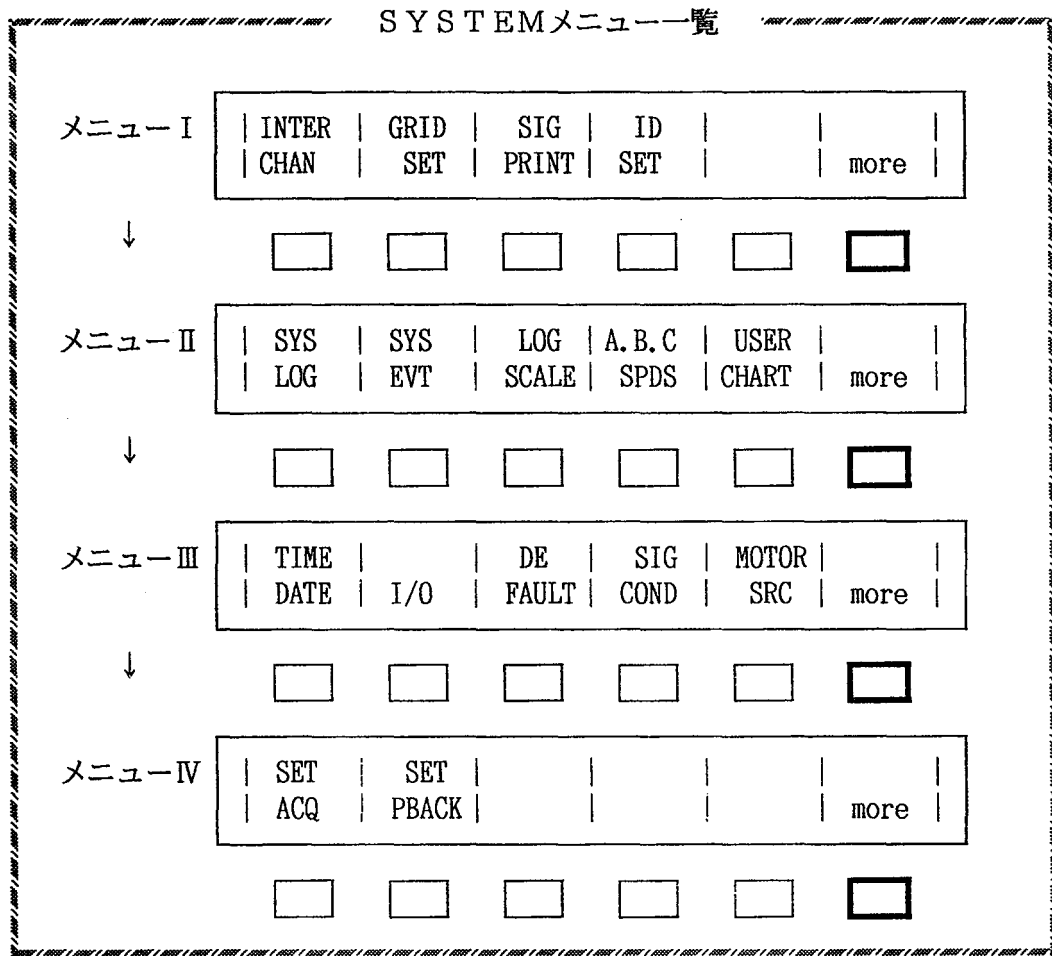 SYSTEMメニュー一覧
メニューⅠ | INTER | GRID | SIG | ID | | |
| CHAN | SET | PRINT | SET | | more |
↓
メニューⅡ | SYS | SYS | LOG | A.B.C | USER | |
| LOG | EVT | SCALE | SPDS | CHART | more |
↓
メニューⅢ | TIME | | DE | SIG | MOTOR | |
| DATE | I/O | FAULT | COND | SRC | more |
↓
メニューⅣ | SET | SET | | | | |
| ACQ | PBACK | | | | more |